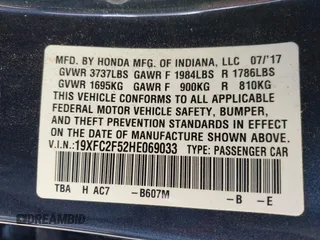 MFD. BY HONDA MFG. OF INDIANA, LLC 07/'17
GVWR 3737LBS GAWR F 1984LBS R 1786LBS
GVWR 1695KG GAWR F 900KG R 810KG
THIS VEHICLE CONFORMS TO ALL APPLICABLE
FEDERAL MOTOR VEHICLE SAFETY, BUMPER,
AND THEFT PREVENTION STANDARDS IN EFFECT
ON THE DATE OF MANUFACTURE SHOWN ABOVE.
V.I.N.: 19XFC2F52HE069033 TYPE: PASSENGER CAR
TBA H AC7 -B607M -B -E
DREAMBID